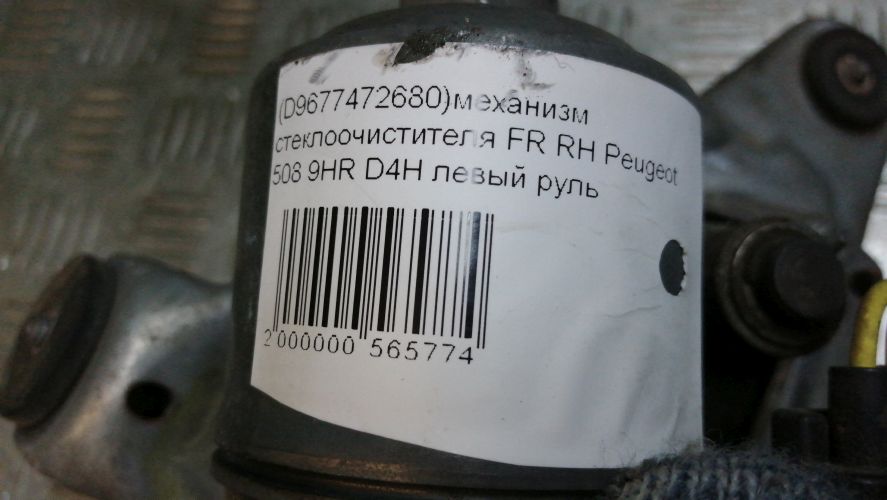 (D9677472680)механизм
стеклоочистителя FR RH Peugeot
508 9HR D4H левый руль
2 000000 565774